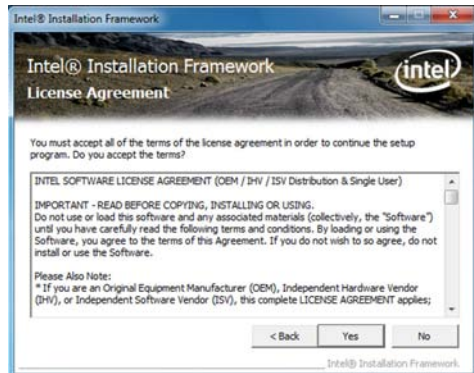 Intel® Installation Framework
Intel® Installation Framework
intel
License Agreement
You must accept all of the terms of the license agreement in order to continue the setup
program. Do you accept the terms?
INTEL SOFTWARE LICENSE AGREEMENT (OEM / IHV / ISV Distribution & Single User)
IMPORTANT - READ BEFORE COPYING, INSTALLING OR USING.
Do not use or load this software and any associated materials (collectively, the "Software")
until you have carefully read the following terms and conditions. By loading or using the
Software, you agree to the terms of this Agreement. If you do not wish to so agree, do not
install or use the Software.
Please Also Note:
* If you are an Original Equipment Manufacturer (OEM), Independent Hardware Vendor
(IHV), or Independent Software Vendor (ISV), this complete LICENSE AGREEMENT applies;
< Back Yes No
Intel® Installation Framework